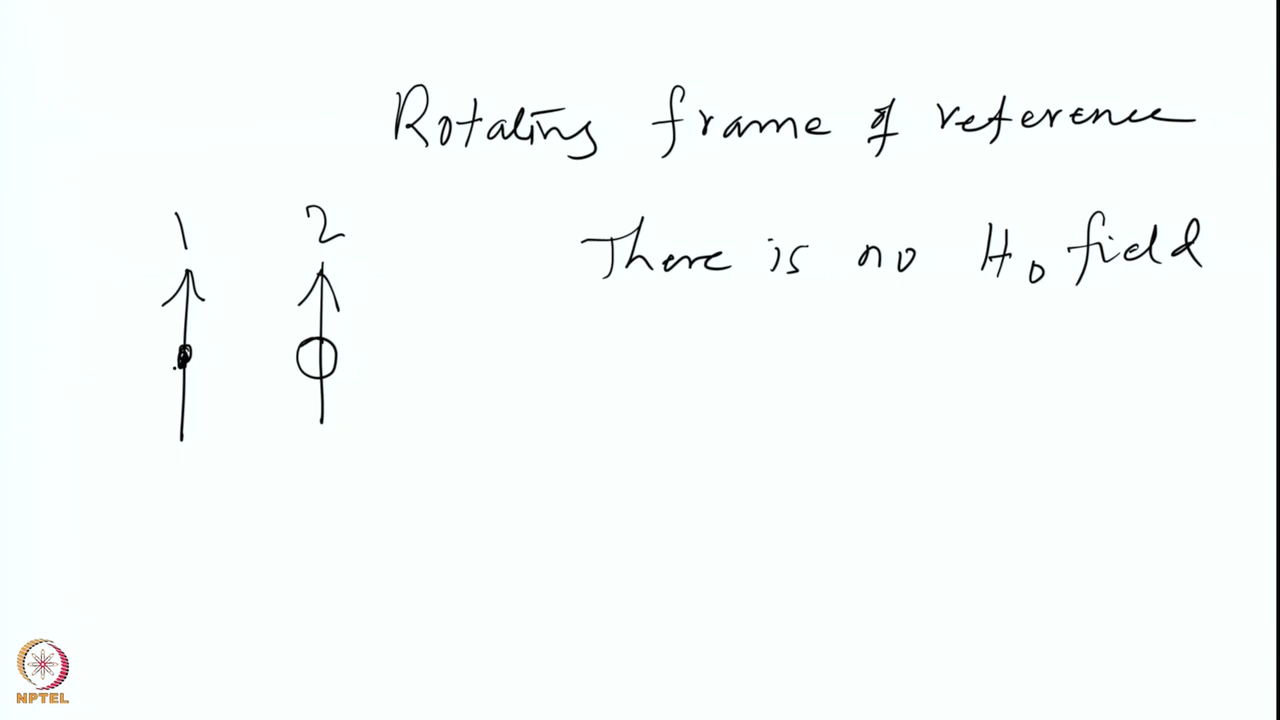 Rotating frame of reference
1 2
There is no H₀ field
NPTEL